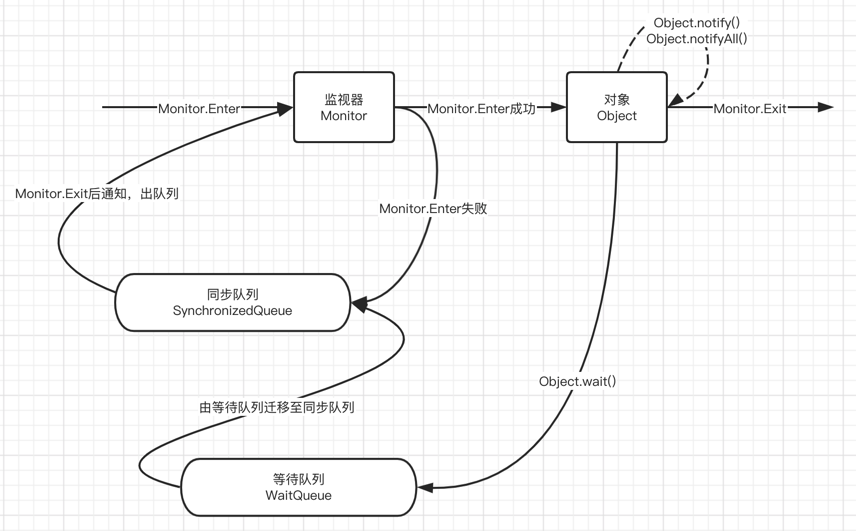 Object.notify()
Object.notifyAll()
Monitor.Enter
监视器
Monitor
Monitor.Enter成功
对象
Object
Monitor.Exit
Monitor.Exit后通知，出队列
Monitor.Enter失败
同步队列
SynchronizedQueue
Object.wait()
由等待队列迁移至同步队列
等待队列
WaitQueue